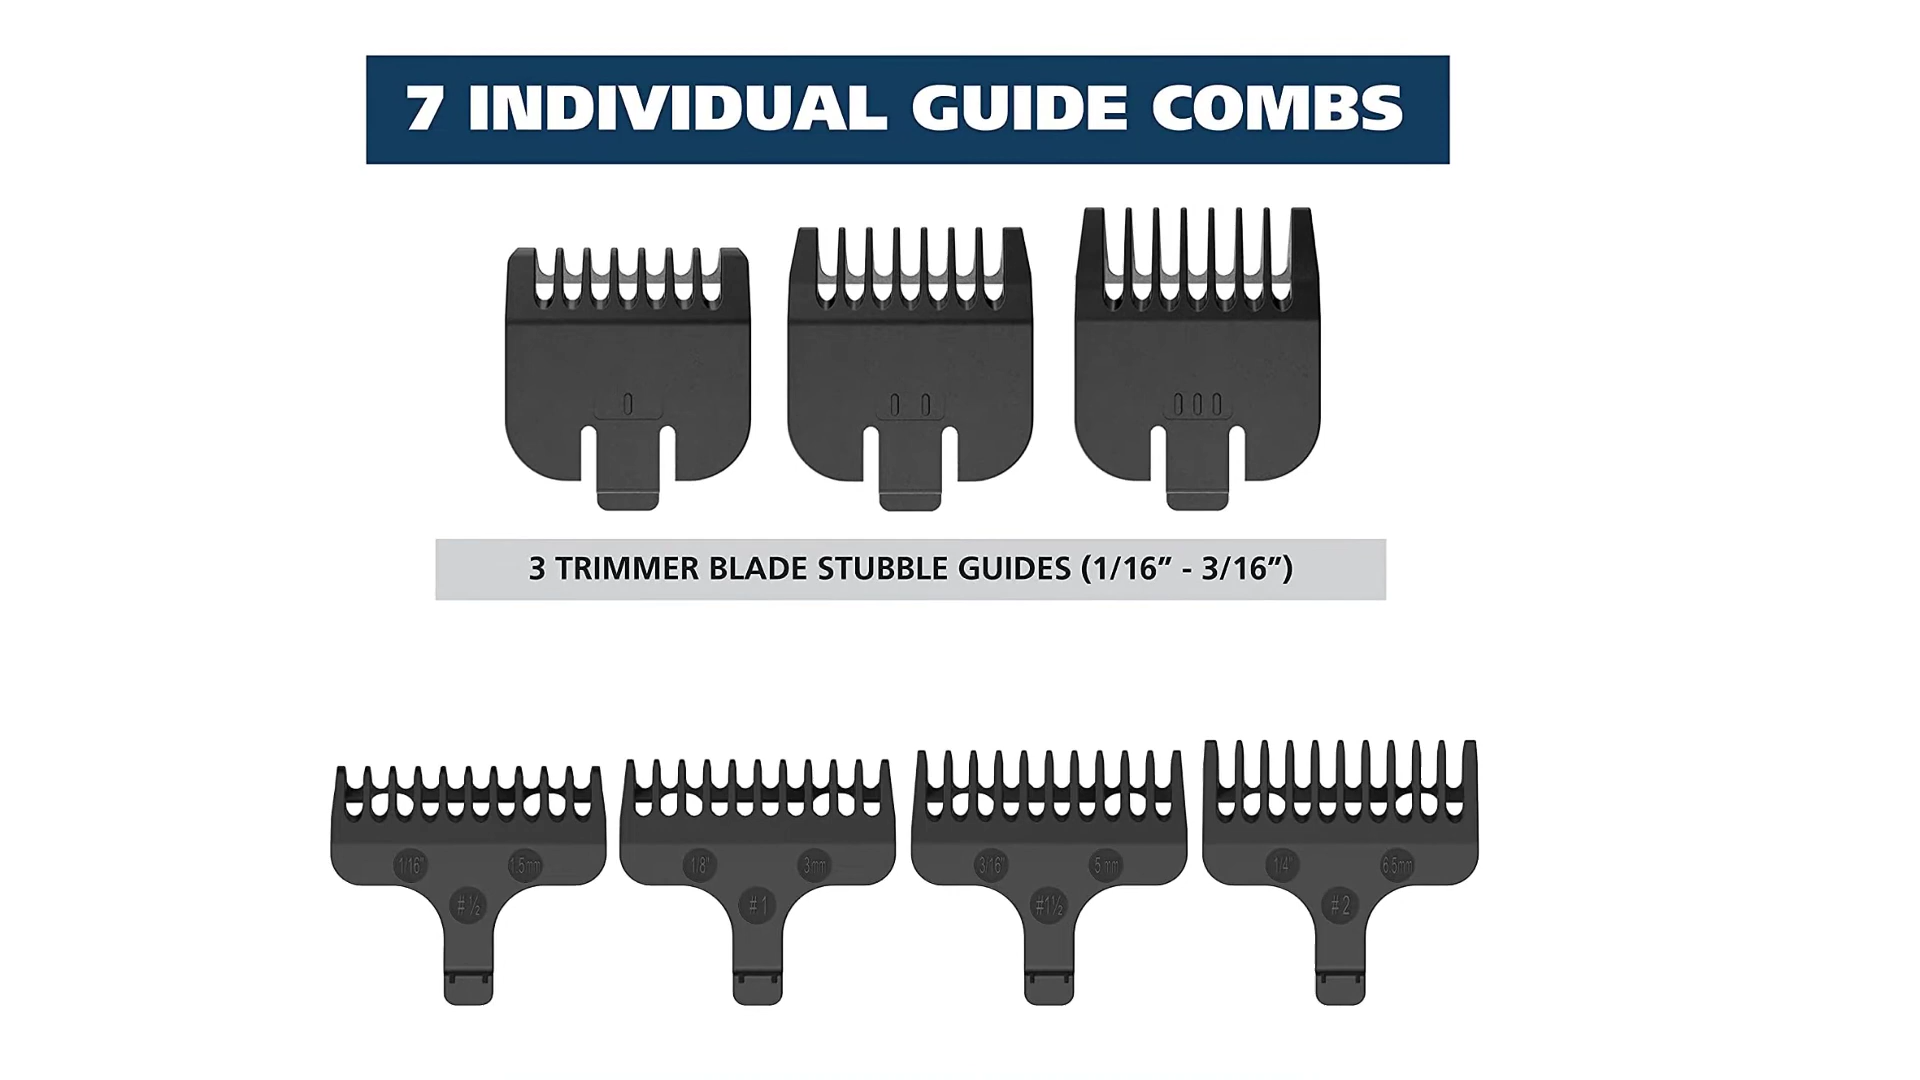 7 INDIVIDUAL GUIDE COMBS
3 TRIMMER BLADE STUBBLE GUIDES (1/16” - 3/16”)
1/16" 1.5mm
#½
1/8" 3mm
#1
3/16" 5mm
#1½
1/4" 6.5mm
#2